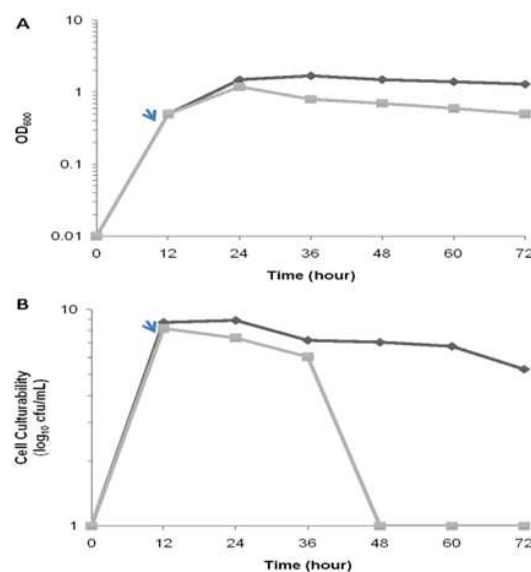 A
10
1
0.1
0.01
OD600
0 12 24 36 48 60 72
Time (hour)
B
10
1
Cell Culturability
(log10 cfu/mL)
0 12 24 36 48 60 72
Time (hour)